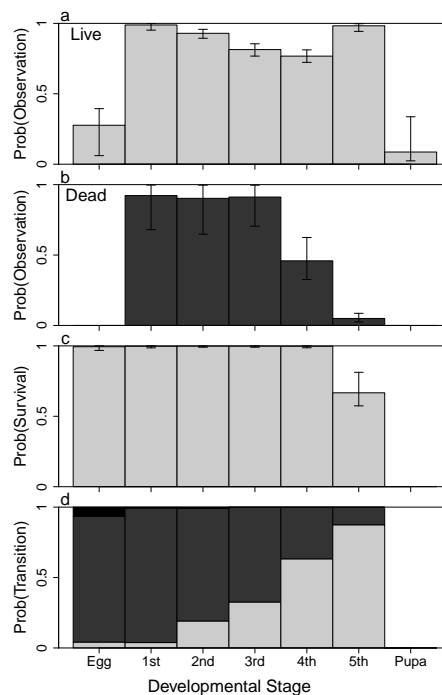 a
Live
Prob(Observation)
0 0.5 1
b
Dead
Prob(Observation)
0 0.5 1
c
Prob(Survival)
0 0.5 1
d
Prob(Transition)
0 0.5 1
Egg 1st 2nd 3rd 4th 5th Pupa
Developmental Stage